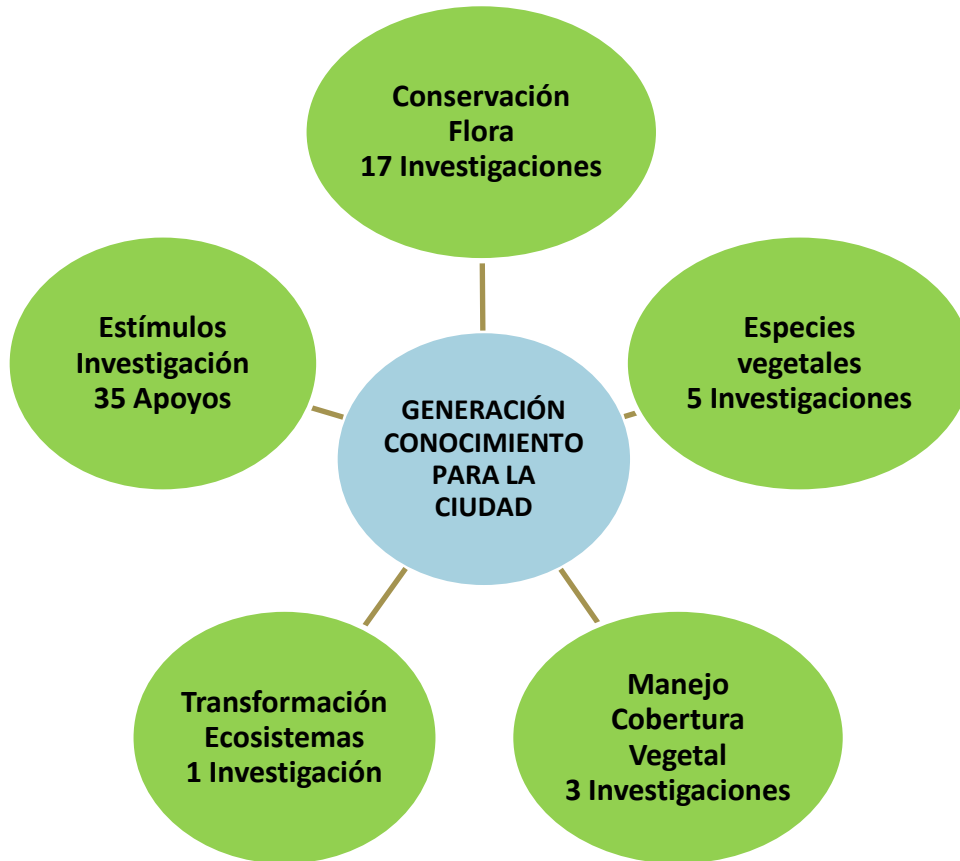 Conservación
Flora
17 Investigaciones
Estímulos
Investigación
35 Apoyos
Especies
vegetales
5 Investigaciones
GENERACIÓN
CONOCIMIENTO
PARA LA
CIUDAD
Transformación
Ecosistemas
1 Investigación
Manejo
Cobertura
Vegetal
3 Investigaciones